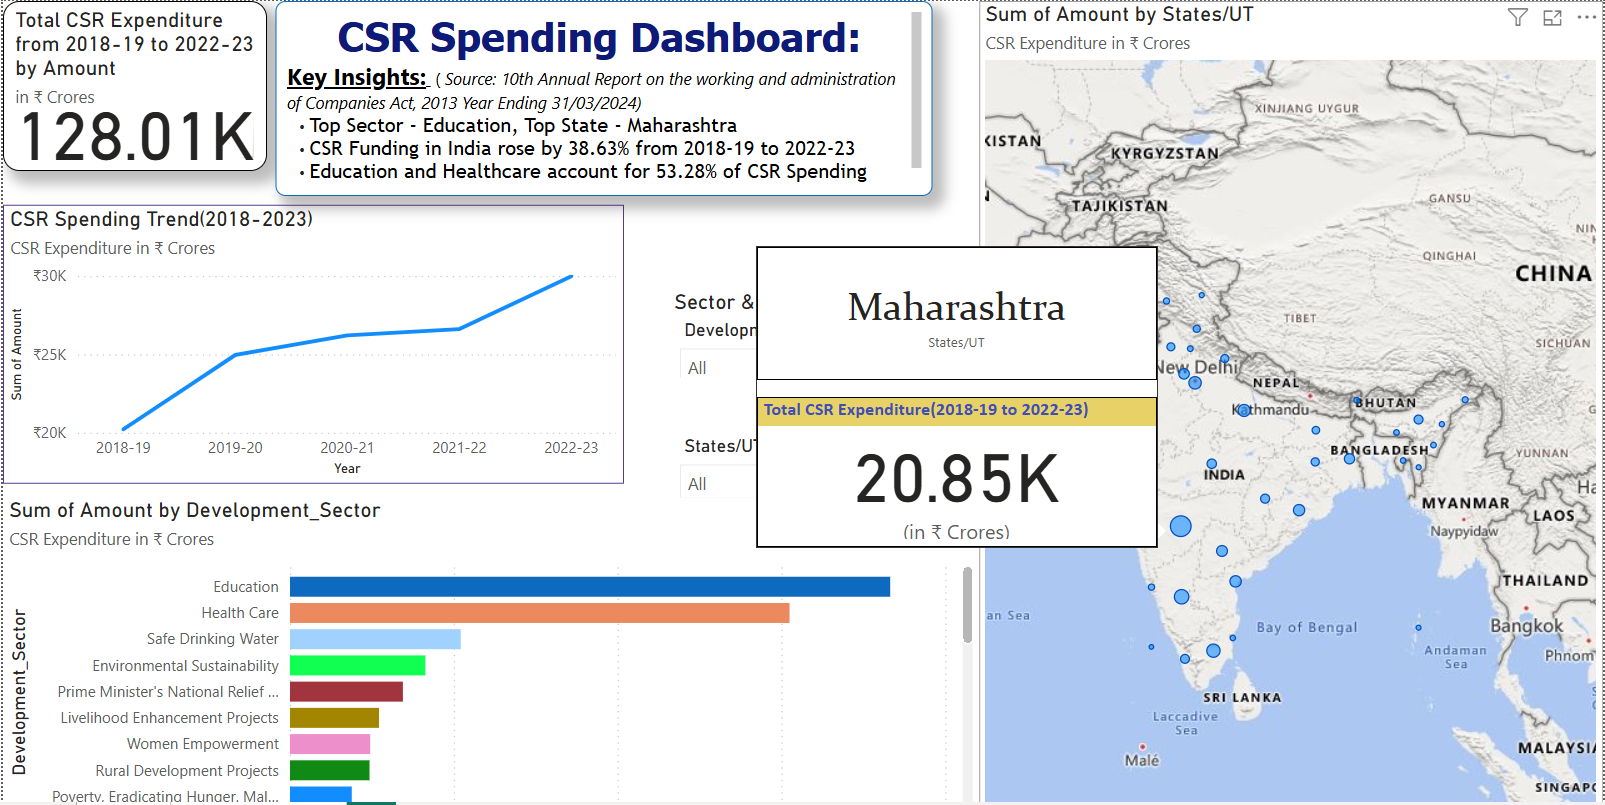 Total CSR Expenditure
from 2018-19 to 2022-23
by Amount
in ₹ Crores
128.01K
CSR Spending Dashboard:
Key Insights: ( Source: 10th Annual Report on the working and administration
of Companies Act, 2013 Year Ending 31/03/2024)
• Top Sector - Education, Top State - Maharashtra
• CSR Funding in India rose by 38.63% from 2018-19 to 2022-23
• Education and Healthcare account for 53.28% of CSR Spending
CSR Spending Trend(2018-2023)
CSR Expenditure in ₹ Crores
Sum of Amount
₹30K
₹25K
₹20K
2018-19 2019-20 2020-21 2021-22 2022-23
Year
Sector &
Developm
All
States/UT
All
Maharashtra
States/UT
Total CSR Expenditure(2018-19 to 2022-23)
20.85K
(in ₹ Crores)
Sum of Amount by Development_Sector
CSR Expenditure in ₹ Crores
Development_Sector
Education
Health Care
Safe Drinking Water
Environmental Sustainability
Prime Minister's National Relief ...
Livelihood Enhancement Projects
Women Empowerment
Rural Development Projects
Poverty, Eradicating Hunger, Mal...
Sum of Amount by States/UT
CSR Expenditure in ₹ Crores
XINJIANG UYGUR
KISTAN
KYRGYZSTAN
TAJIKISTAN
GANSU
NIN
QINGHAI
CHINA
TIBET
SICHUAN
New Delhi
NEPAL
Kathmandu
BHUTAN
BANGLADESH
YUNNAN
INDIA
Ha
MYANMAR
LAOS
Naypyidaw
THAILAND
an Sea
Bay of Bengal
Bangkok
Andaman
Sea
Phnom
SRI LANKA
Laccadive
Sea
Malé
MALAYSIA
SINGAP